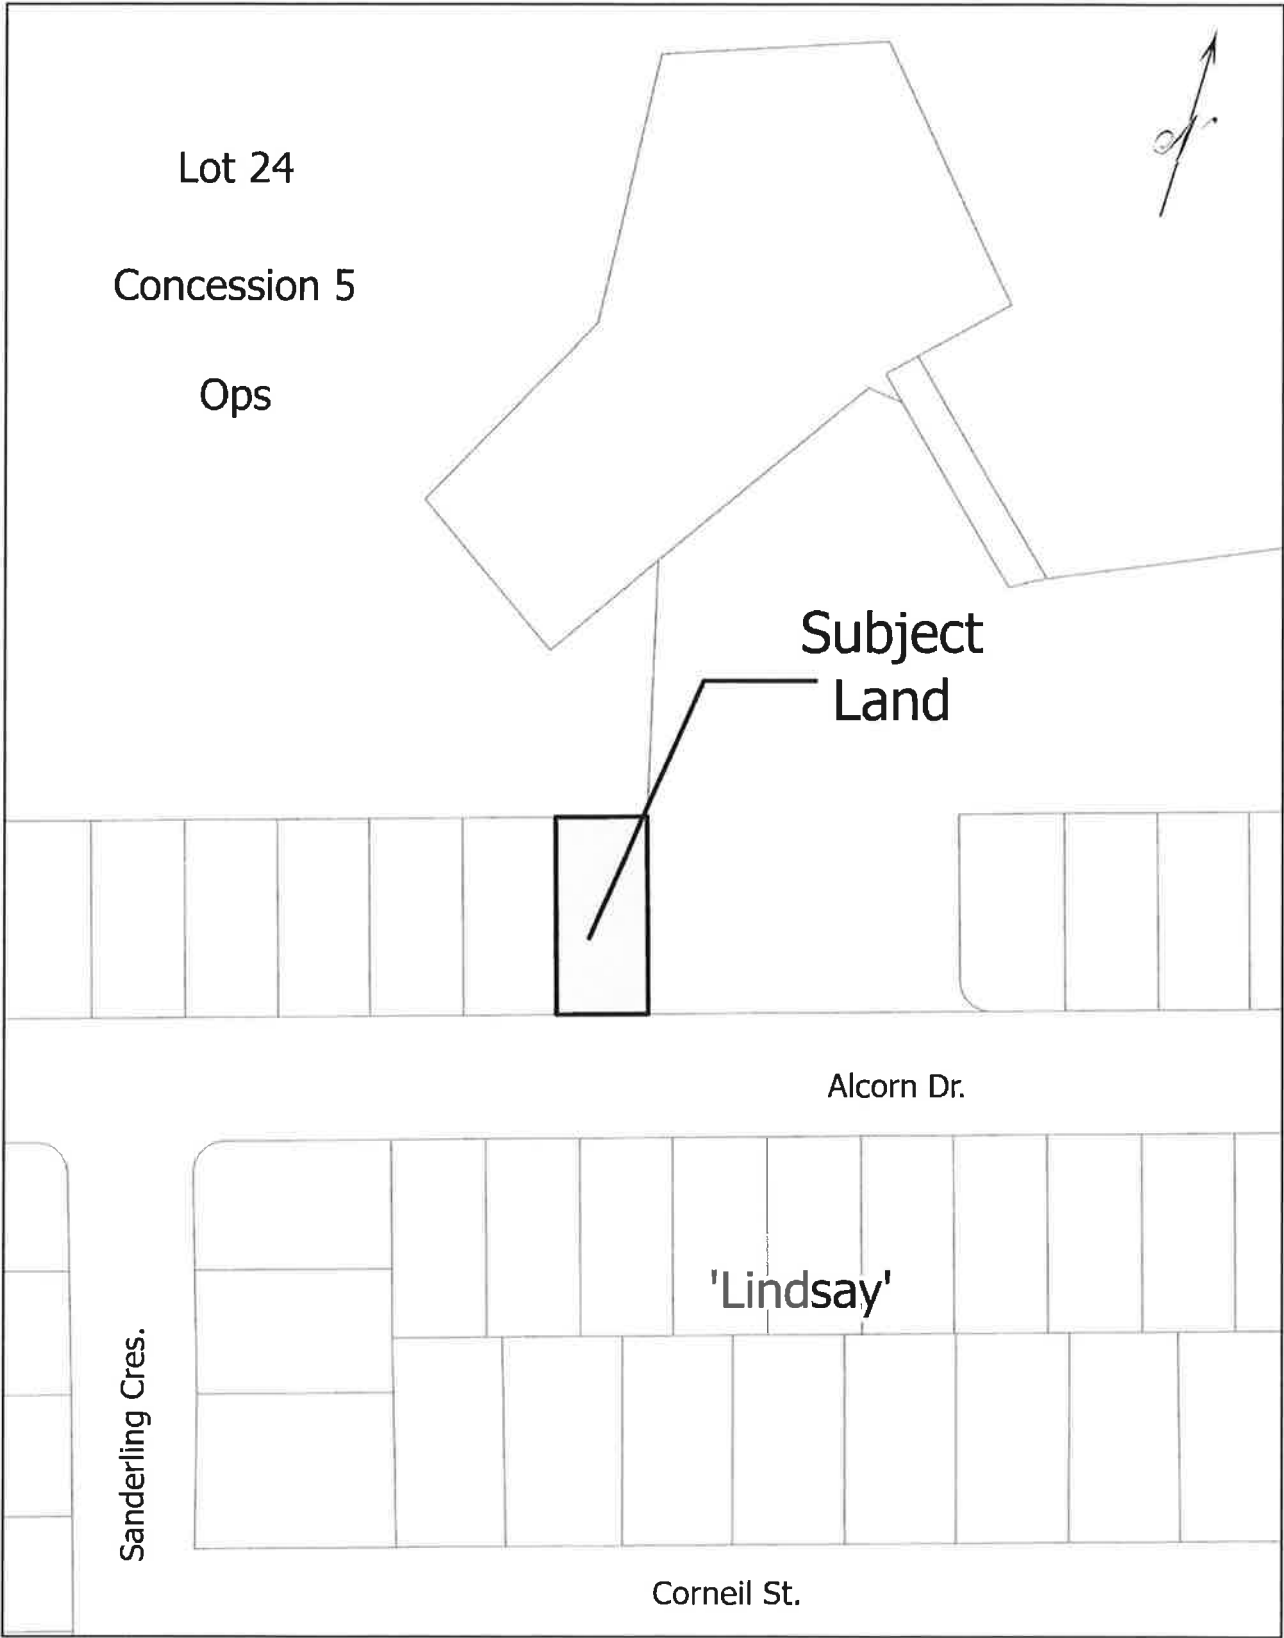 Lot 24
Concession 5
Ops
Subject
Land
Alcorn Dr.
'Lindsay'
Sanderling Cres.
Corneil St.